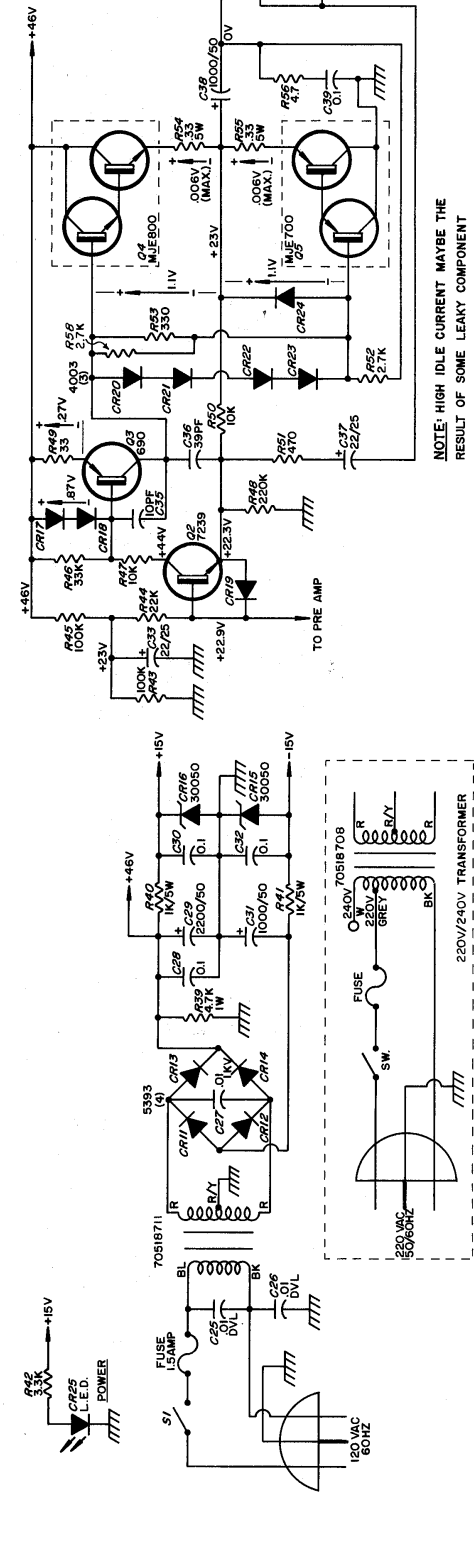 +15V
R42
3.3K
CR25
L.E.D.
POWER
S1
FUSE
1.5AMP
120 VAC
60HZ
C25
.01
DVL
C26
.01
DVL
BL
BK
70518711
R
R/Y
R
5393
(4)
CR11
CR13
C27
.01
1KV
CR12
CR14
R39
4.7K
1W
C28
0.1
+46V
C29
2200/50
R40
1K/5W
C31
1000/50
R41
1K/5W
C30
0.1
C32
0.1
+15V
CR16
30050
CR15
30050
-15V
220 VAC
50/60HZ
SW.
FUSE
240V
W
220V
GREY
BK
70518708
R
R/Y
R
220V/240V TRANSFORMER
+46V
R45
100K
+23V
100K
R43
C33
22/25
R44
22K
+22.9V
TO PRE AMP
R46
33K
R47
10K
+44V
Q2
7239
CR19
+22.3V
CR17
CR18
.87V
10PF
C35
R49
33
.27V
Q3
690
R48
220K
C36
39PF
R50
10K
R51
470
C37
22/25
4003
(3)
R58
2.7K
CR20
CR21
CR22
CR23
R53
330
R52
2.7K
1.1V
1.1V
CR24
+23V
Q4
MJE800
MJE700
Q5
R54
.33
5W
.006V
(MAX.)
R55
.33
5W
.006V
(MAX.)
C38
1000/50
0V
R56
4.7
C39
0.1
+46V
NOTE: HIGH IDLE CURRENT MAYBE THE
RESULT OF SOME LEAKY COMPONENT